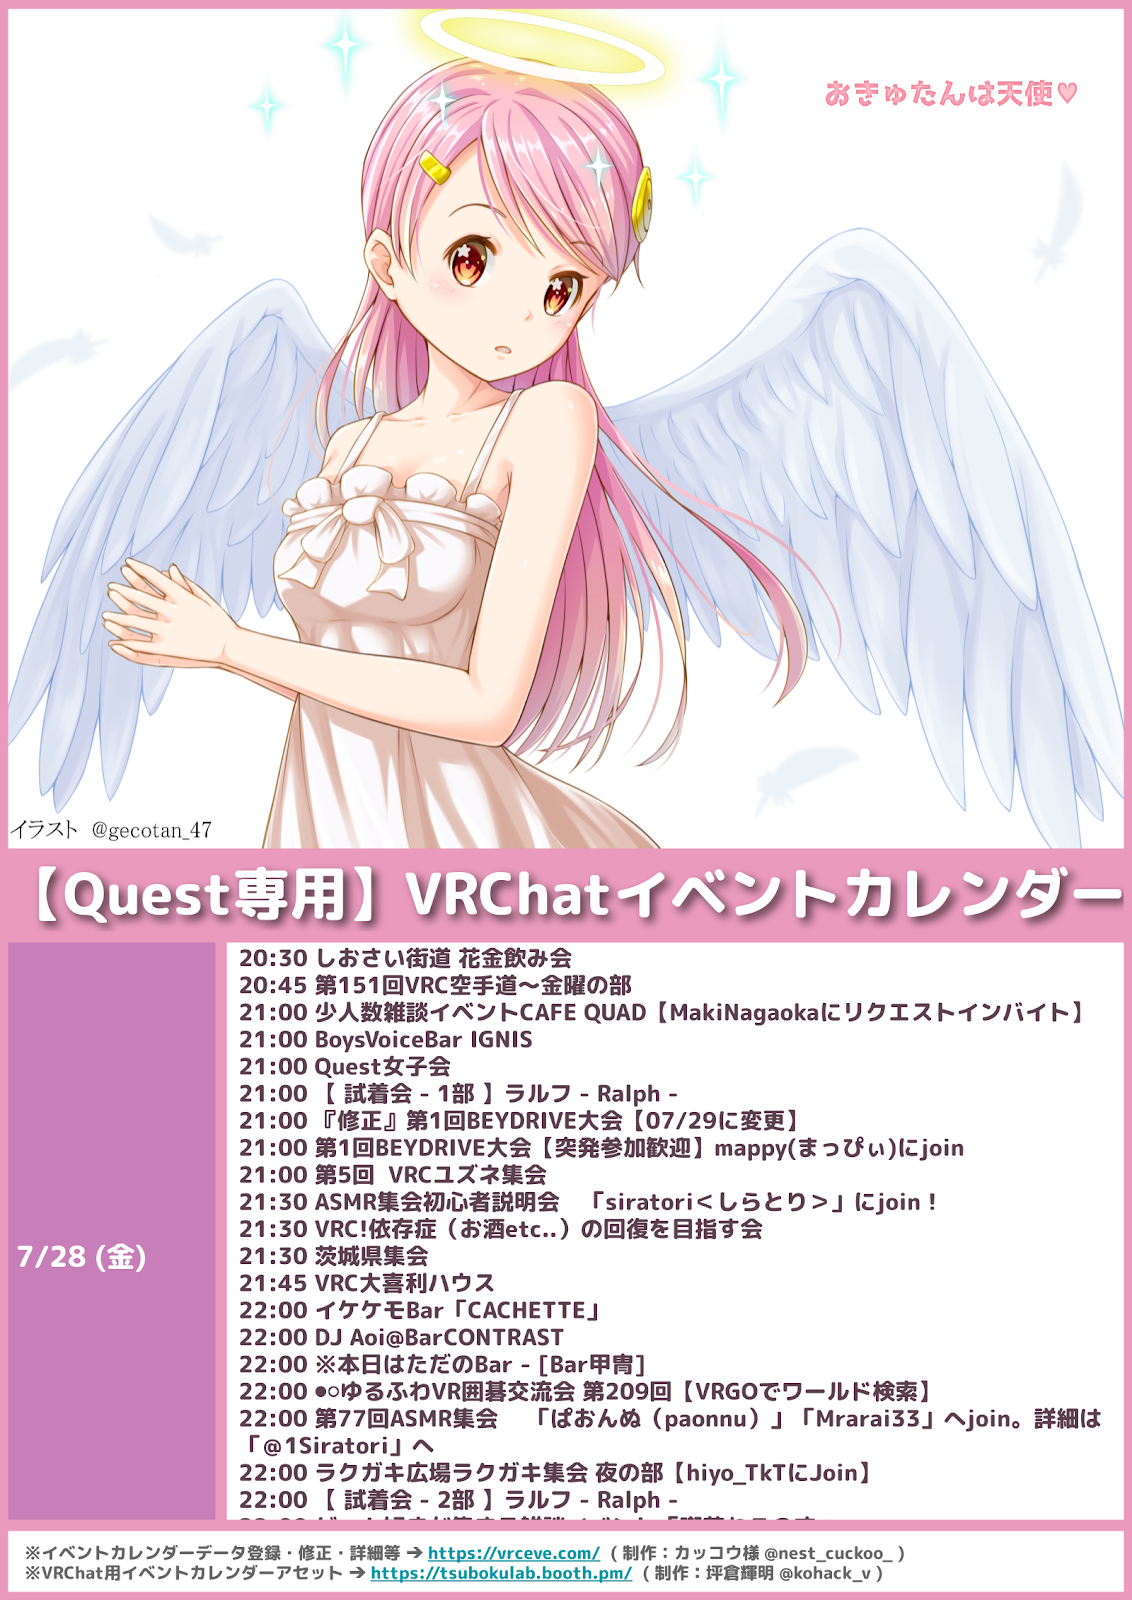 おきゅたんは天使♥
イラスト @gecotan_47
【Quest専用】VRChatイベントカレンダー
7/28 (金)
20:30 しおさい街道 花金飲み会
20:45 第151回VRC空手道～金曜の部
21:00 少人数雑談イベントCAFE QUAD【MakiNagaokaにリクエストインバイト】
21:00 BoysVoiceBar IGNIS
21:00 Quest女子会
21:00 【 試着会 - 1部 】ラルフ - Ralph -
21:00 『修正』第1回BEYDRIVE大会【07/29に変更】
21:00 第1回BEYDRIVE大会【突発参加歓迎】mappy(まっぴぃ)にjoin
21:00 第5回 VRCユズネ集会
21:30 ASMR集会初心者説明会 「siratori＜しらとり＞」にjoin！
21:30 VRC!依存症（お酒etc..）の回復を目指す会
21:30 茨城県集会
21:45 VRC大喜利ハウス
22:00 イケケモBar「CACHETTE」
22:00 DJ Aoi@BarCONTRAST
22:00 ※本日はただのBar - [Bar甲冑]
22:00 ●○ゆるふわVR囲碁交流会 第209回【VRGOでワールド検索】
22:00 第77回ASMR集会 「ぱおんぬ（paonnu）」「Mrarai33」へjoin。詳細は
「@1Siratori」へ
22:00 ラクガキ広場ラクガキ集会 夜の部【hiyo_TkTにJoin】
22:00 【 試着会 - 2部 】ラルフ - Ralph -
※イベントカレンダーデータ登録・修正・詳細等 ➔ https://vrceve.com/ ( 制作：カッコウ様 @nest_cuckoo_ )
※VRChat用イベントカレンダーアセット ➔ https://tsubokulab.booth.pm/ ( 制作：坪倉輝明 @kohack_v )